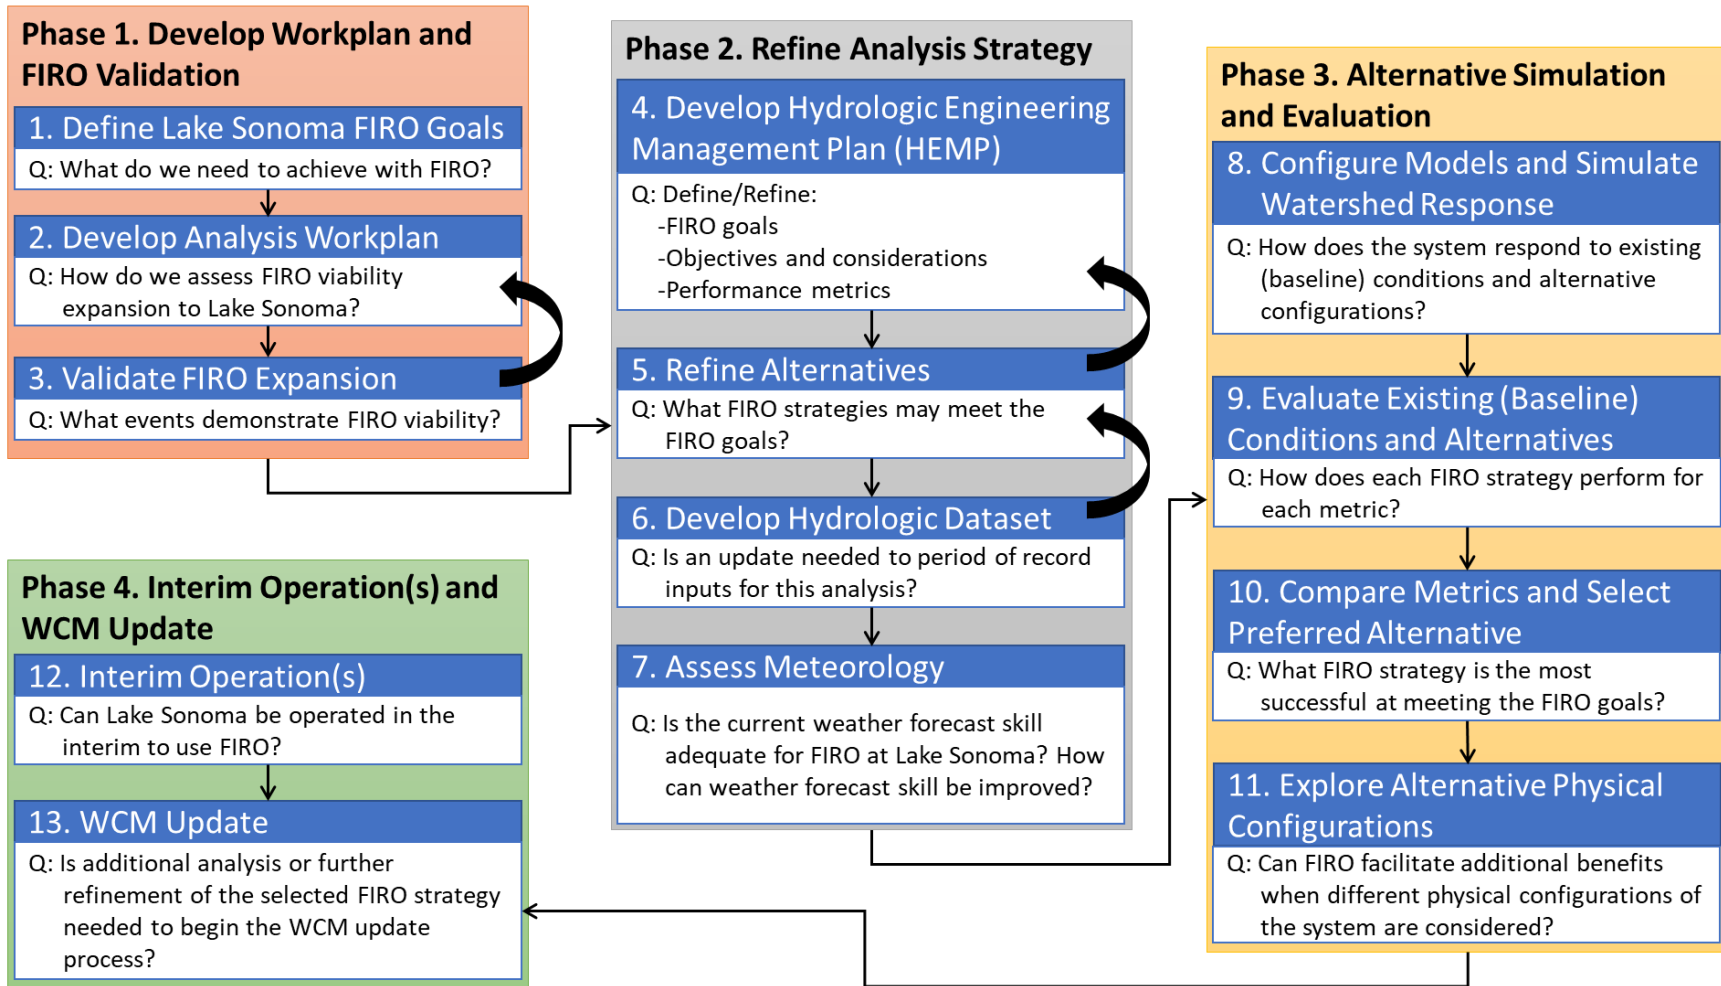 Phase 1. Develop Workplan and
FIRO Validation
1. Define Lake Sonoma FIRO Goals
Q: What do we need to achieve with FIRO?
2. Develop Analysis Workplan
Q: How do we assess FIRO viability
expansion to Lake Sonoma?
3. Validate FIRO Expansion
Q: What events demonstrate FIRO viability?
Phase 2. Refine Analysis Strategy
4. Develop Hydrologic Engineering
Management Plan (HEMP)
Q: Define/Refine:
-FIRO goals
-Objectives and considerations
-Performance metrics
5. Refine Alternatives
Q: What FIRO strategies may meet the
FIRO goals?
6. Develop Hydrologic Dataset
Q: Is an update needed to period of record
inputs for this analysis?
7. Assess Meteorology
Q: Is the current weather forecast skill
adequate for FIRO at Lake Sonoma? How
can weather forecast skill be improved?
Phase 3. Alternative Simulation
and Evaluation
8. Configure Models and Simulate
Watershed Response
Q: How does the system respond to existing
(baseline) conditions and alternative
configurations?
9. Evaluate Existing (Baseline)
Conditions and Alternatives
Q: How does each FIRO strategy perform for
each metric?
10. Compare Metrics and Select
Preferred Alternative
Q: What FIRO strategy is the most
successful at meeting the FIRO goals?
11. Explore Alternative Physical
Configurations
Q: Can FIRO facilitate additional benefits
when different physical configurations of
the system are considered?
Phase 4. Interim Operation(s) and
WCM Update
12. Interim Operation(s)
Q: Can Lake Sonoma be operated in the
interim to use FIRO?
13. WCM Update
Q: Is additional analysis or further
refinement of the selected FIRO strategy
needed to begin the WCM update
process?